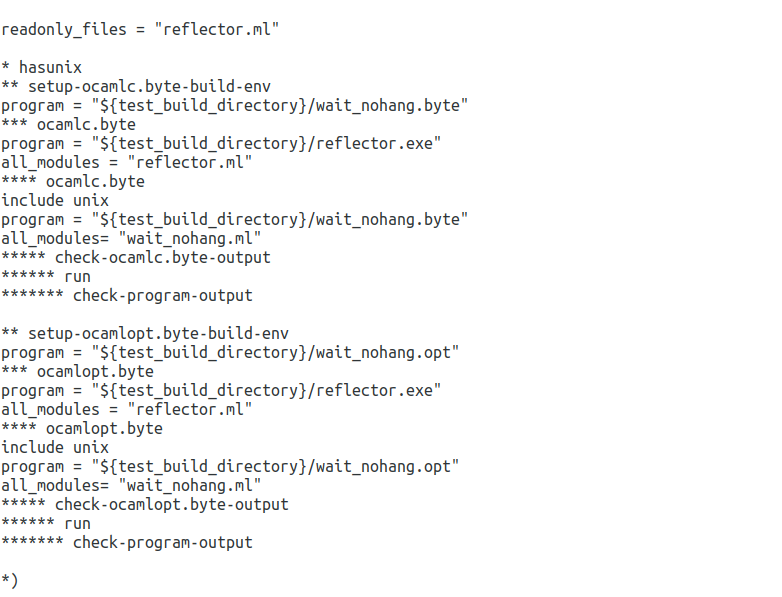 readonly_files = "reflector.ml"

* hasunix
** setup-ocamlc.byte-build-env
program = "${test_build_directory}/wait_nohang.byte"
*** ocamlc.byte
program = "${test_build_directory}/reflector.exe"
all_modules = "reflector.ml"
**** ocamlc.byte
include unix
program = "${test_build_directory}/wait_nohang.byte"
all_modules= "wait_nohang.ml"
***** check-ocamlc.byte-output
****** run
******* check-program-output

** setup-ocamlopt.byte-build-env
program = "${test_build_directory}/wait_nohang.opt"
*** ocamlopt.byte
program = "${test_build_directory}/reflector.exe"
all_modules = "reflector.ml"
**** ocamlopt.byte
include unix
program = "${test_build_directory}/wait_nohang.opt"
all_modules= "wait_nohang.ml"
***** check-ocamlopt.byte-output
****** run
******* check-program-output

*)